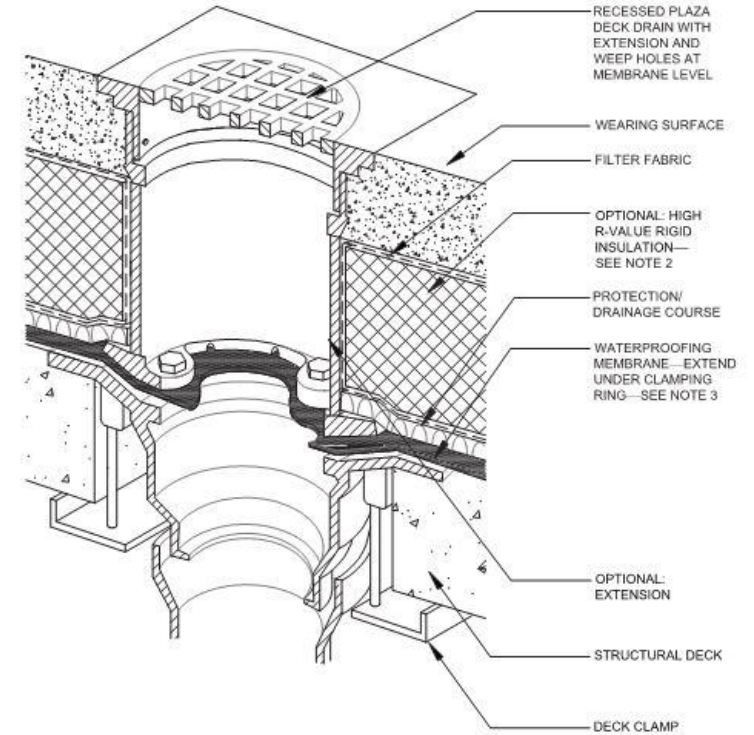 RECESSED PLAZA
DECK DRAIN WITH
EXTENSION AND
WEEP HOLES AT
MEMBRANE LEVEL
WEARING SURFACE
FILTER FABRIC
OPTIONAL: HIGH
R-VALUE RIGID
INSULATION—
SEE NOTE 2
PROTECTION/
DRAINAGE COURSE
WATERPROOFING
MEMBRANE—EXTEND
UNDER CLAMPING
RING—SEE NOTE 3
OPTIONAL:
EXTENSION
STRUCTURAL DECK
DECK CLAMP